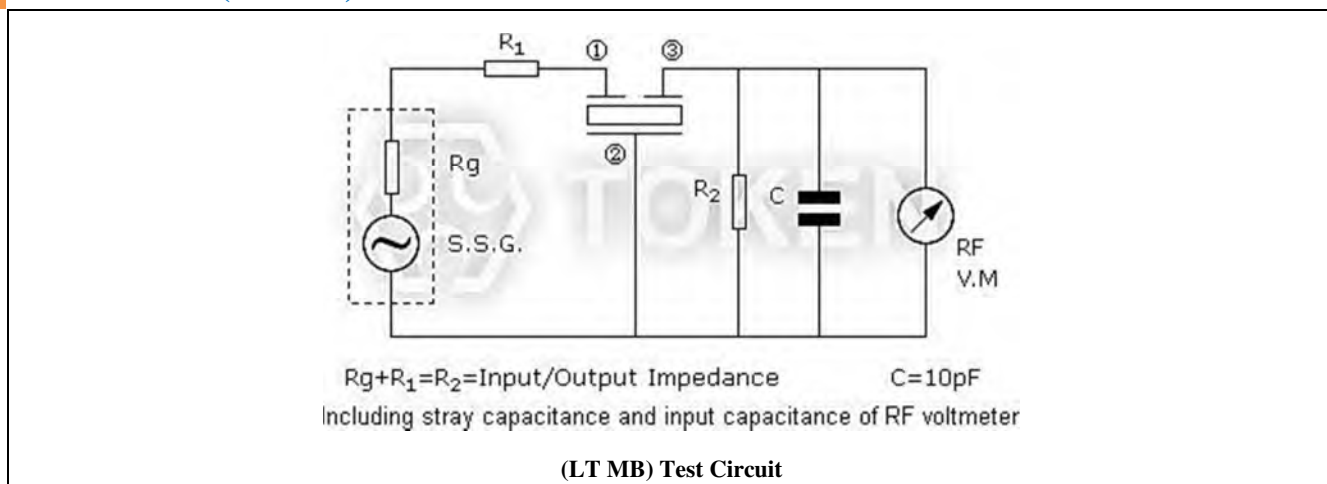 R₁ ① ③
②
Rg
R₂ C
TOKEN
S.S.G.
RF
V.M
Rg+R₁=R₂=Input/Output Impedance C=10pF
Including stray capacitance and input capacitance of RF voltmeter
(LT MB) Test Circuit